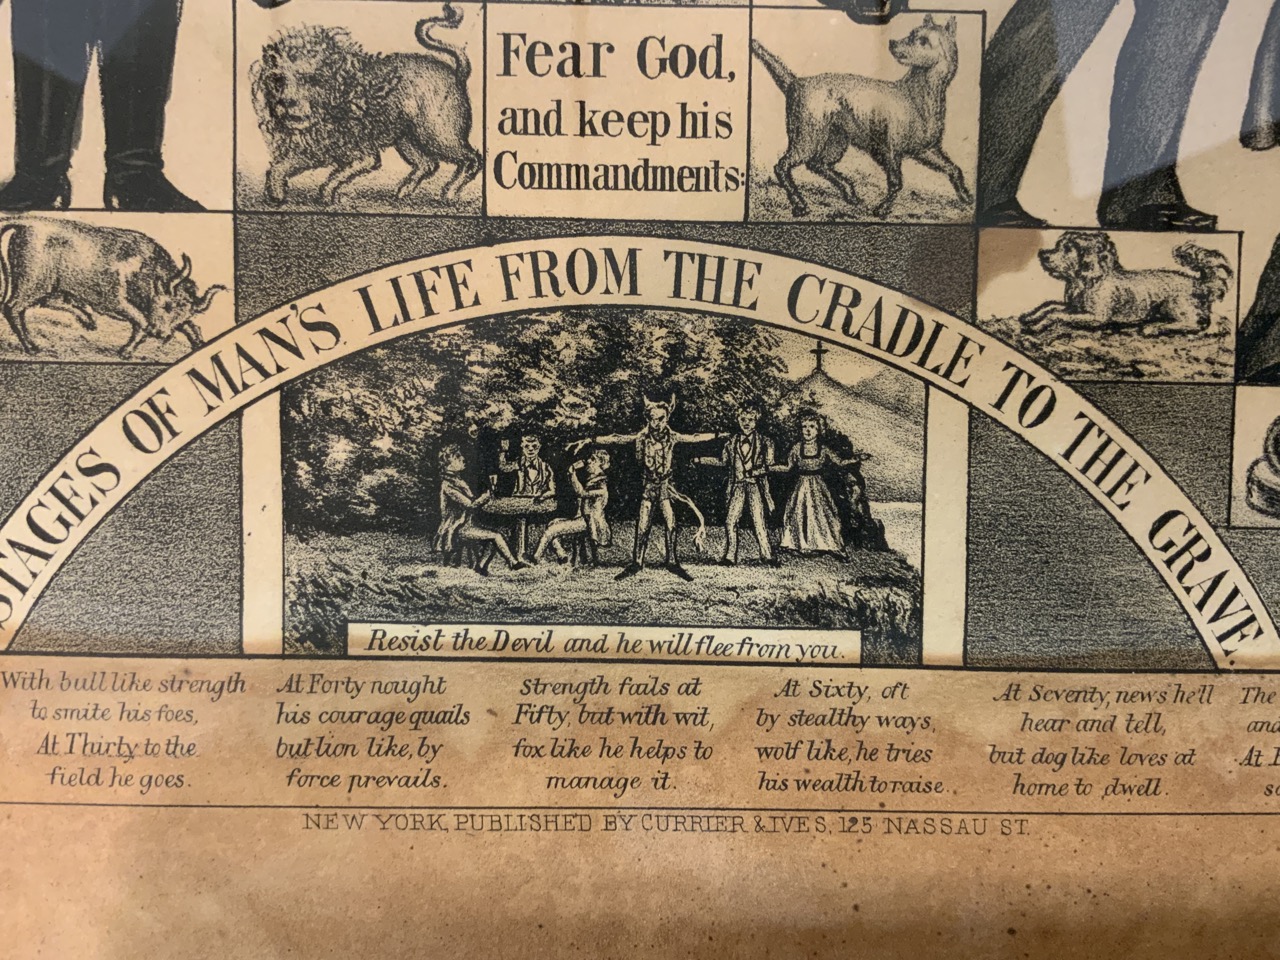 Fear God,
and keep his
Commandments:
STAGES OF MAN'S LIFE FROM THE CRADLE TO THE GRAVE.
Resist the Devil and he will flee from you.
With bull like strength
to smite his foes,
At Thirty to the
field he goes.
At Forty nought
his courage quails
but lion like, by
force prevails.
Strength fails at
Fifty, but with wit,
fox like he helps to
manage it.
At Sixty, oft
by stealthy ways,
wolf like, he tries
his wealth to raise.
At Seventy, news he'll
hear and tell,
but dog like loves at
home to dwell.
The
and
At
NEW YORK, PUBLISHED BY CURRIER & IVES, 125 NASSAU ST.